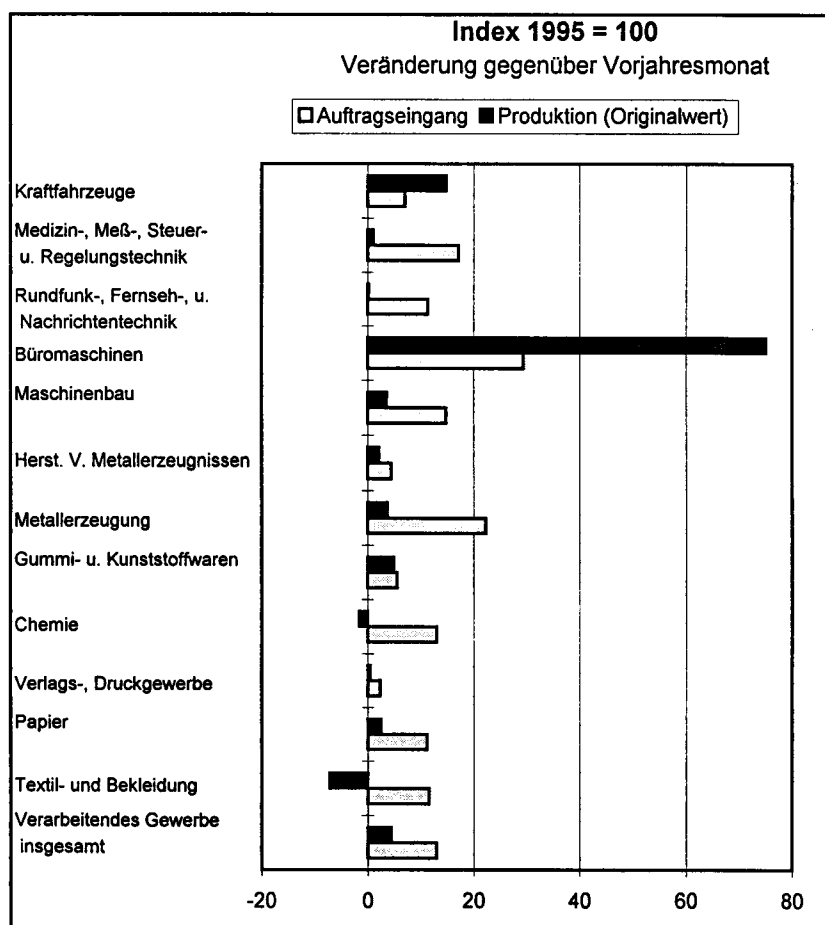 Index 1995 = 100
Veränderung gegenüber Vorjahresmonat
Auftragseingang Produktion (Originalwert)
Kraftfahrzeuge
Medizin-, Meß-, Steuer-
u. Regelungstechnik
Rundfunk-, Fernseh-, u.
Nachrichtentechnik
Büromaschinen
Maschinenbau
Herst. V. Metallerzeugnissen
Metallerzeugung
Gummi- u. Kunststoffwaren
Chemie
Verlags-, Druckgewerbe
Papier
Textil- und Bekleidung
Verarbeitendes Gewerbe
insgesamt
-20 0 20 40 60 80